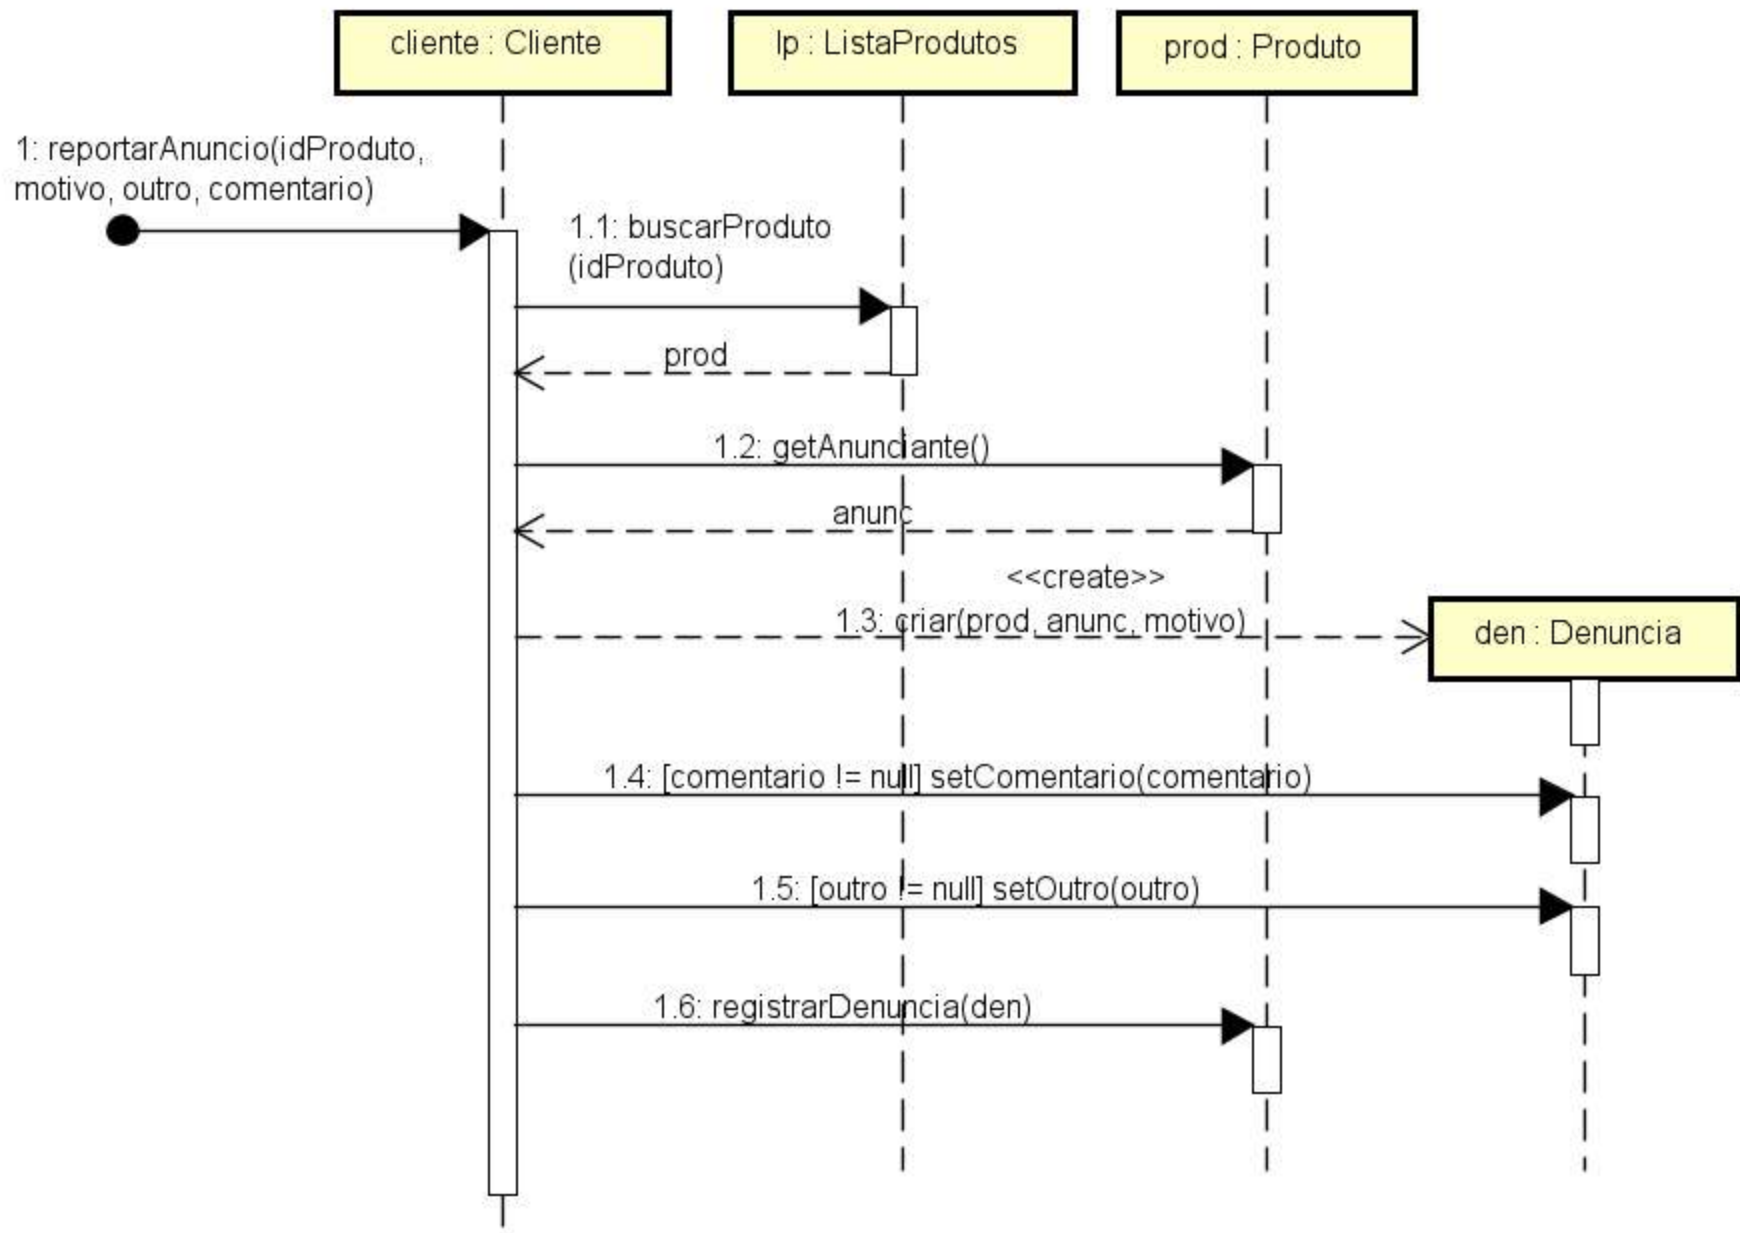 cliente : Cliente
lp : ListaProdutos
prod : Produto
1: reportarAnuncio(idProduto,
motivo, outro, comentario)
1.1: buscarProduto
(idProduto)
prod
1.2: getAnunciante()
anunc
<<create>>
1.3: criar(prod, anunc, motivo)
den : Denuncia
1.4: [comentario != null] setComentario(comentario)
1.5: [outro != null] setOutro(outro)
1.6: registrarDenuncia(den)